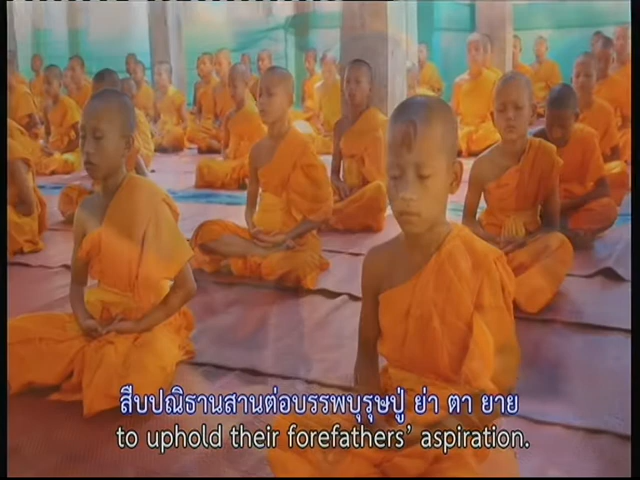 สืบปณิธานสานต่อบรรพบุรุษปู่ ย่า ตา ยาย
to uphold their forefathers' aspiration.